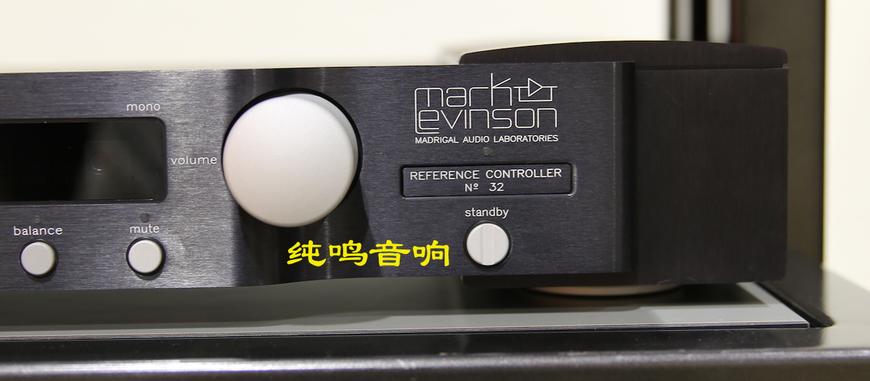 mono
volume
balance
mute
mark
Levinson
MADRIGAL AUDIO LABORATORIES
REFERENCE CONTROLLER
Nº 32
standby
纯鸣音响